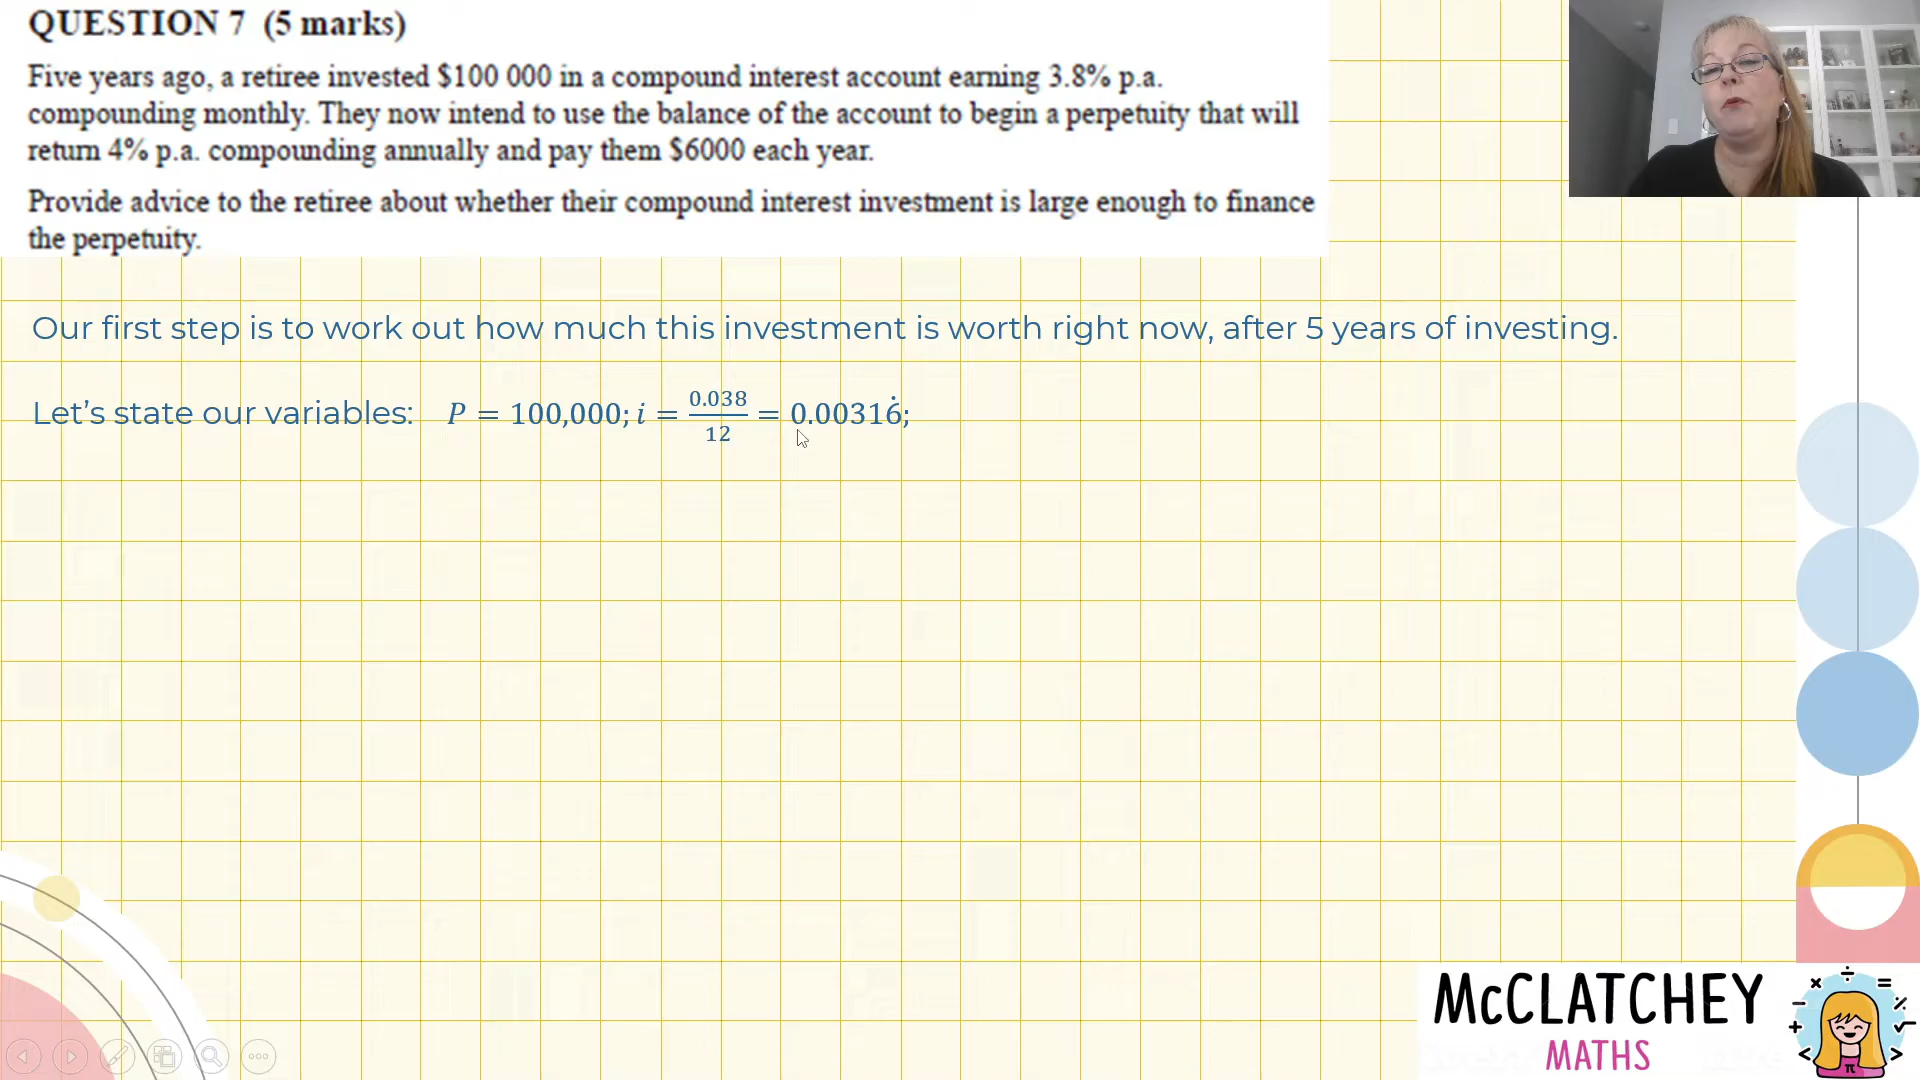 QUESTION 7 (5 marks)
Five years ago, a retiree invested $100 000 in a compound interest account earning 3.8% p.a.
compounding monthly. They now intend to use the balance of the account to begin a perpetuity that will
return 4% p.a. compounding annually and pay them $6000 each year.
Provide advice to the retiree about whether their compound interest investment is large enough to finance
the perpetuity.
Our first step is to work out how much this investment is worth right now, after 5 years of investing.
Let’s state our variables: P = 100,000; i = 0.038/12 = 0.00316̇;
McCLATCHEY
MATHS